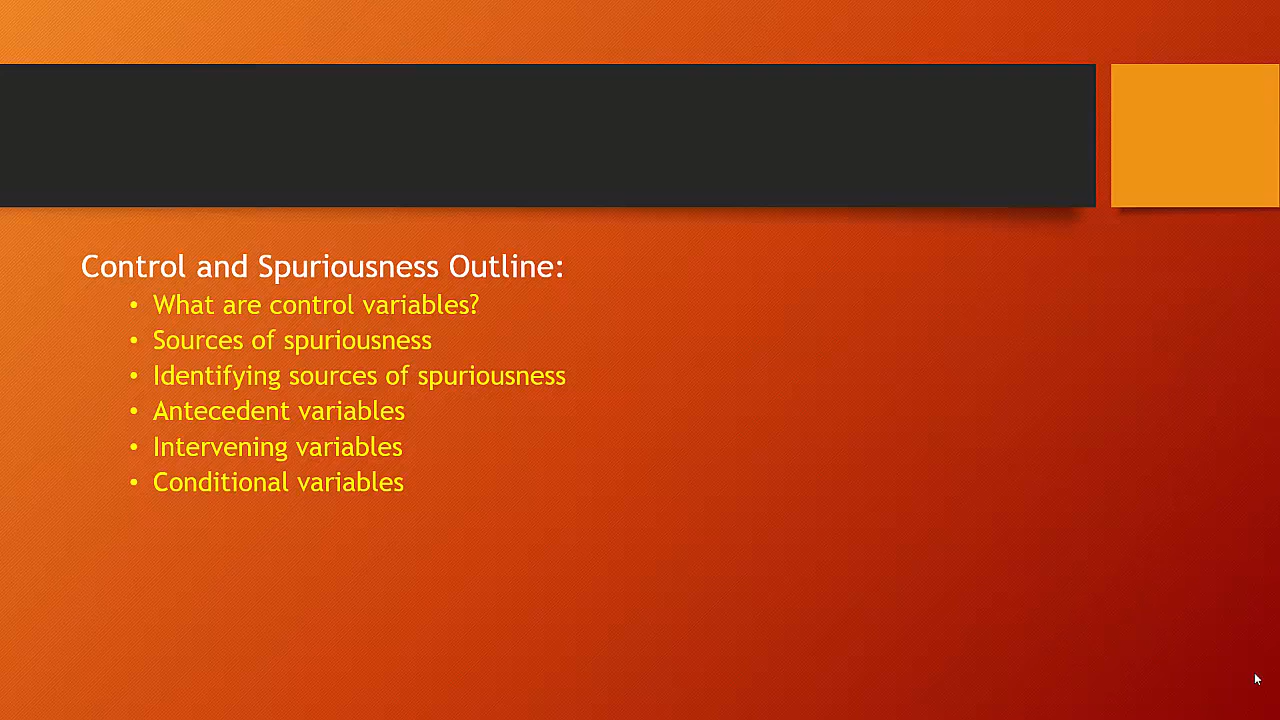 Control and Spuriousness Outline:
• What are control variables?
• Sources of spuriousness
• Identifying sources of spuriousness
• Antecedent variables
• Intervening variables
• Conditional variables